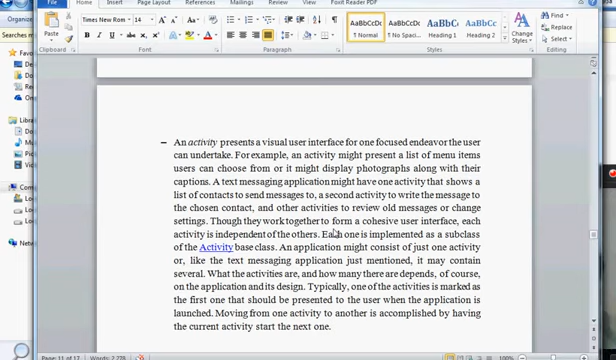 Home
Insert
Page Layout
References
Mailings
Review
View
Foxit Reader PDF
Times New Rom
14
Paste
AaBbCcDc
AaBbCcDc
AaBbC
AaBbCc
¶ Normal
¶ No Spaci...
Heading 1
Heading 2
Change
Styles
Find
Replace
Select
Clipboard
Font
Paragraph
Styles
Editing
Searches
– An activity presents a visual user interface for one focused endeavor the user
can undertake. For example, an activity might present a list of menu items
users can choose from or it might display photographs along with their
captions. A text messaging application might have one activity that shows a
list of contacts to send messages to, a second activity to write the message to
the chosen contact, and other activities to review old messages or change
settings. Though they work together to form a cohesive user interface, each
activity is independent of the others. Each one is implemented as a subclass
of the Activity base class. An application might consist of just one activity
or, like the text messaging application just mentioned, it may contain
several. What the activities are, and how many there are depends, of course,
on the application and its design. Typically, one of the activities is marked as
the first one that should be presented to the user when the application is
launched. Moving from one activity to another is accomplished by having
the current activity start the next one.
Page: 11 of 17
Words: 2,778
100%